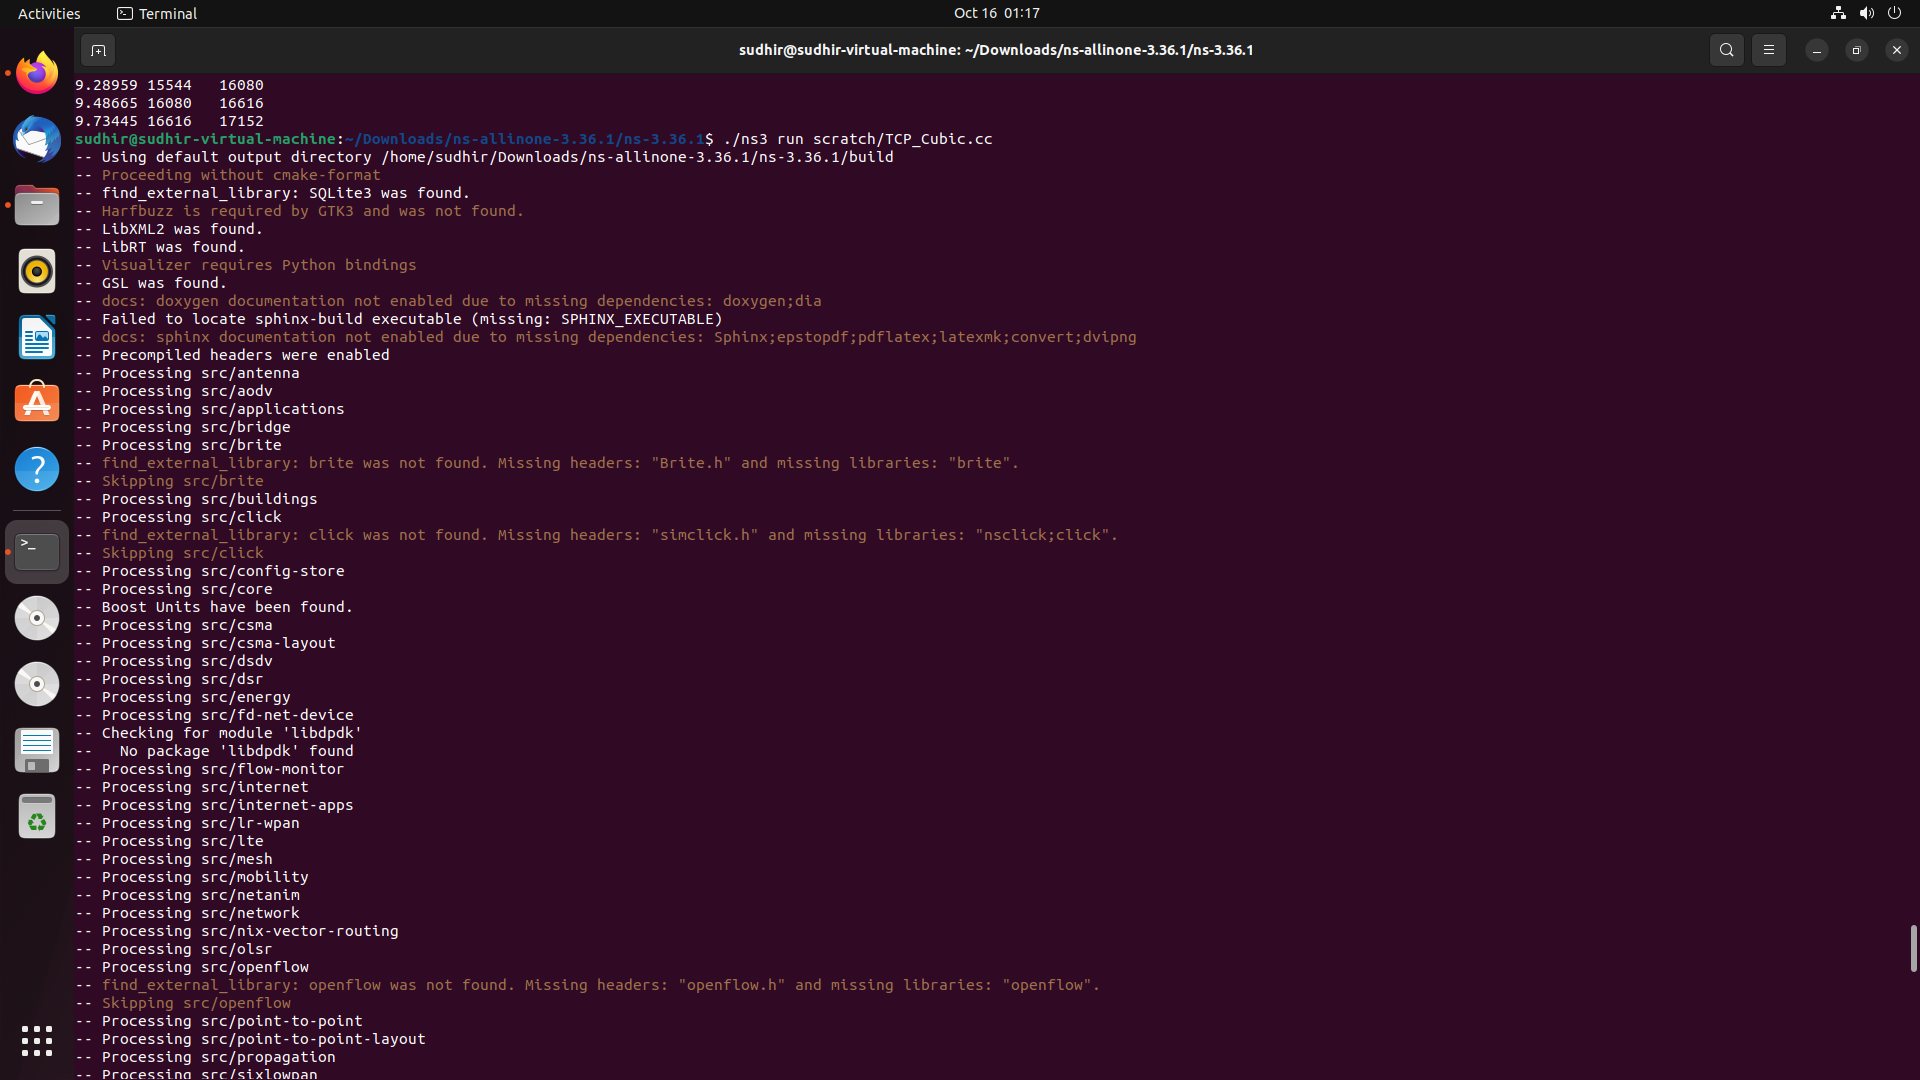 Activities
Terminal
Oct 16 01:17
sudhir@sudhir-virtual-machine: ~/Downloads/ns-allinone-3.36.1/ns-3.36.1
9.28959 15544   16080
9.48665 16080   16616
9.73445 16616   17152
sudhir@sudhir-virtual-machine:~/Downloads/ns-allinone-3.36.1/ns-3.36.1$ ./ns3 run scratch/TCP_Cubic.cc
-- Using default output directory /home/sudhir/Downloads/ns-allinone-3.36.1/ns-3.36.1/build
-- Proceeding without cmake-format
-- find_external_library: SQLite3 was found.
-- Harfbuzz is required by GTK3 and was not found.
-- LibXML2 was found.
-- LibRT was found.
-- Visualizer requires Python bindings
-- GSL was found.
-- docs: doxygen documentation not enabled due to missing dependencies: doxygen;dia
-- Failed to locate sphinx-build executable (missing: SPHINX_EXECUTABLE)
-- docs: sphinx documentation not enabled due to missing dependencies: Sphinx;epstopdf;pdflatex;latexmk;convert;dvipng
-- Precompiled headers were enabled
-- Processing src/antenna
-- Processing src/aodv
-- Processing src/applications
-- Processing src/bridge
-- Processing src/brite
-- find_external_library: brite was not found. Missing headers: "Brite.h" and missing libraries: "brite".
-- Skipping src/brite
-- Processing src/buildings
-- Processing src/click
-- find_external_library: click was not found. Missing headers: "simclick.h" and missing libraries: "nsclick;click".
-- Skipping src/click
-- Processing src/config-store
-- Processing src/core
-- Boost Units have been found.
-- Processing src/csma
-- Processing src/csma-layout
-- Processing src/dsdv
-- Processing src/dsr
-- Processing src/energy
-- Processing src/fd-net-device
-- Checking for module 'libdpdk'
--   No package 'libdpdk' found
-- Processing src/flow-monitor
-- Processing src/internet
-- Processing src/internet-apps
-- Processing src/lr-wpan
-- Processing src/lte
-- Processing src/mesh
-- Processing src/mobility
-- Processing src/netanim
-- Processing src/network
-- Processing src/nix-vector-routing
-- Processing src/olsr
-- Processing src/openflow
-- find_external_library: openflow was not found. Missing headers: "openflow.h" and missing libraries: "openflow".
-- Skipping src/openflow
-- Processing src/point-to-point
-- Processing src/point-to-point-layout
-- Processing src/propagation
-- Processing src/sixlowpan